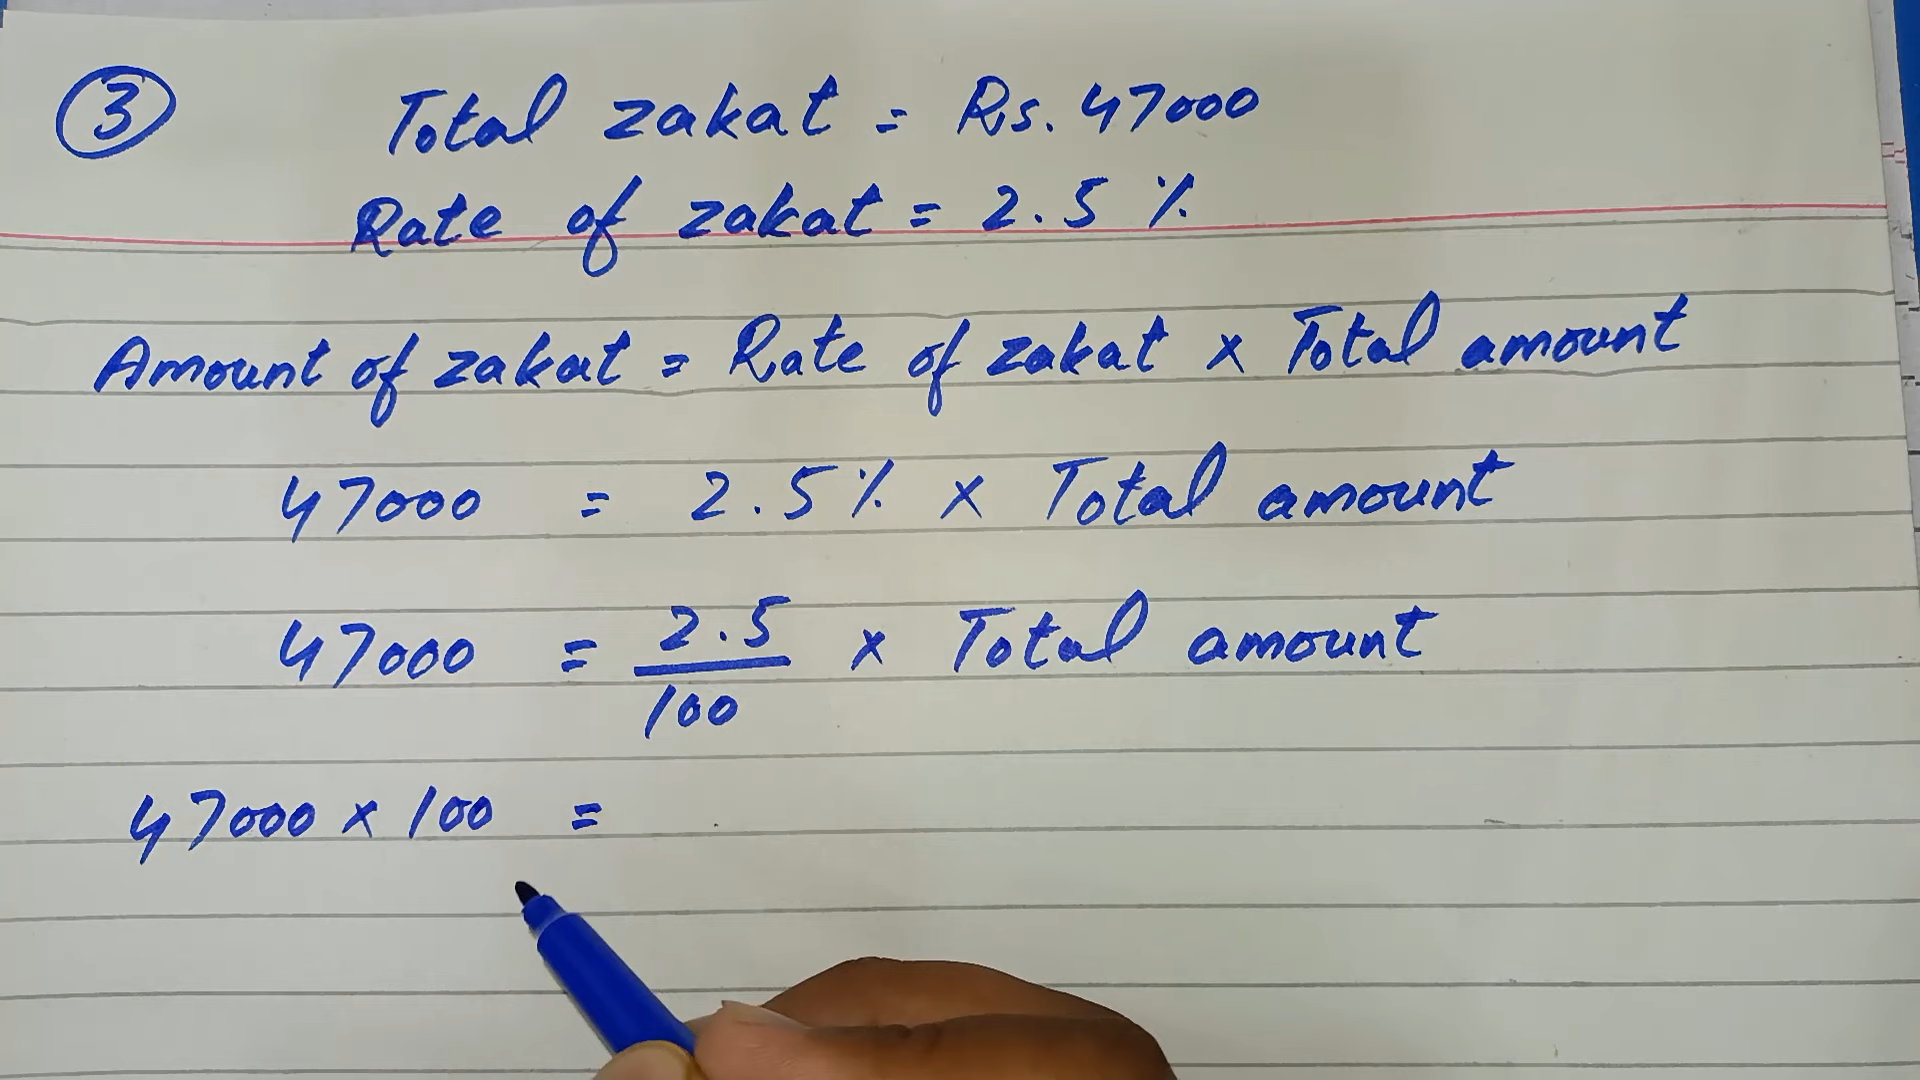 3 Total zakat = Rs. 47000
Rate of zakat = 2.5 %
Amount of zakat = Rate of zakat x Total amount
47000 = 2.5% x Total amount
47000 = 2.5/100 x Total amount
47000 x 100 =